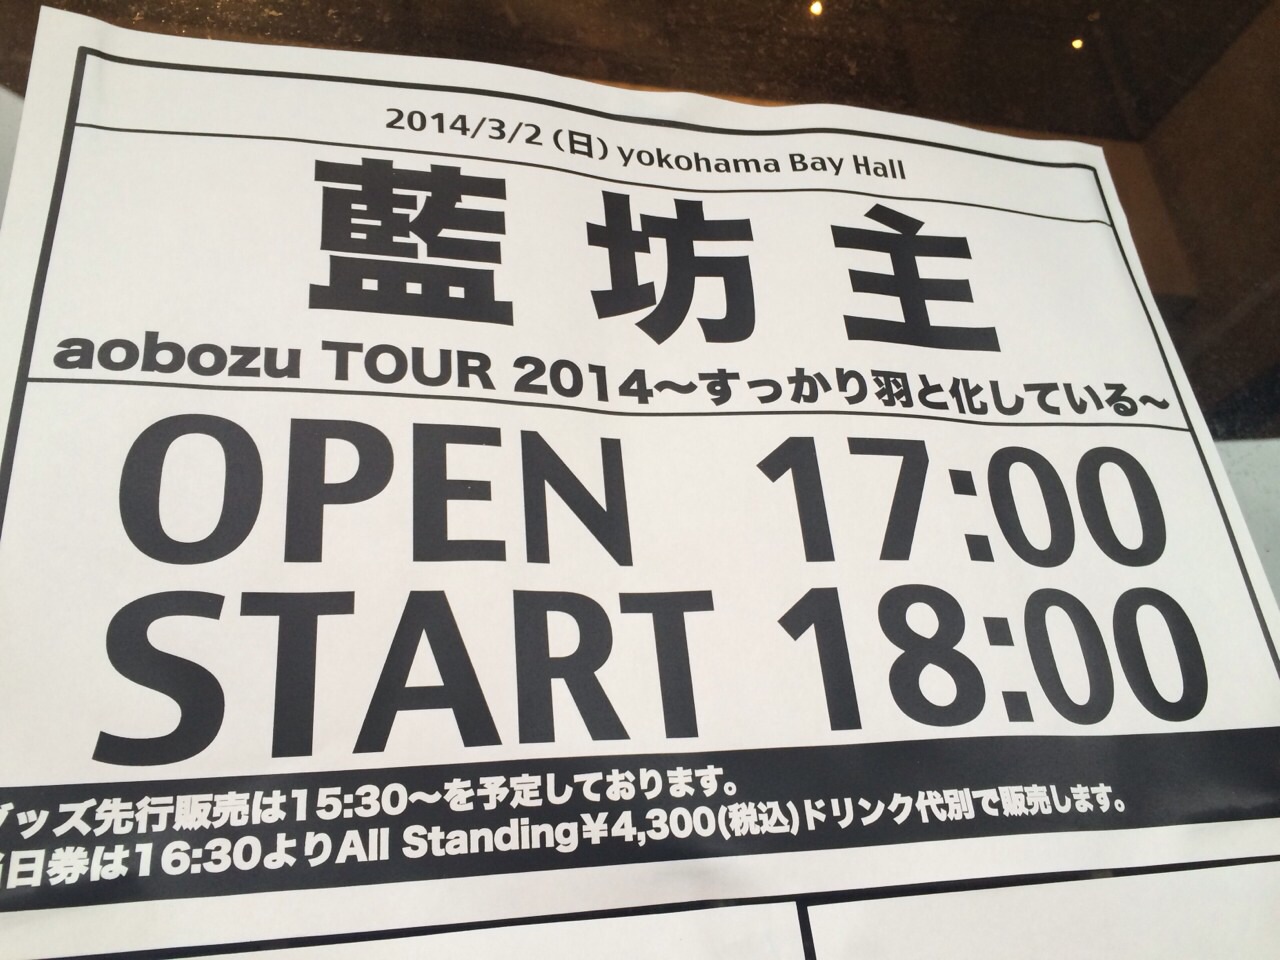 2014/3/2(日)yokohama Bay Hall
藍坊主
aobozu TOUR 2014〜すっかり羽と化している〜
OPEN 17:00
START 18:00
グッズ先行販売は15:30〜を予定しております。
当日券は16:30よりAll Standing¥4,300(税込)ドリンク代別で販売します。